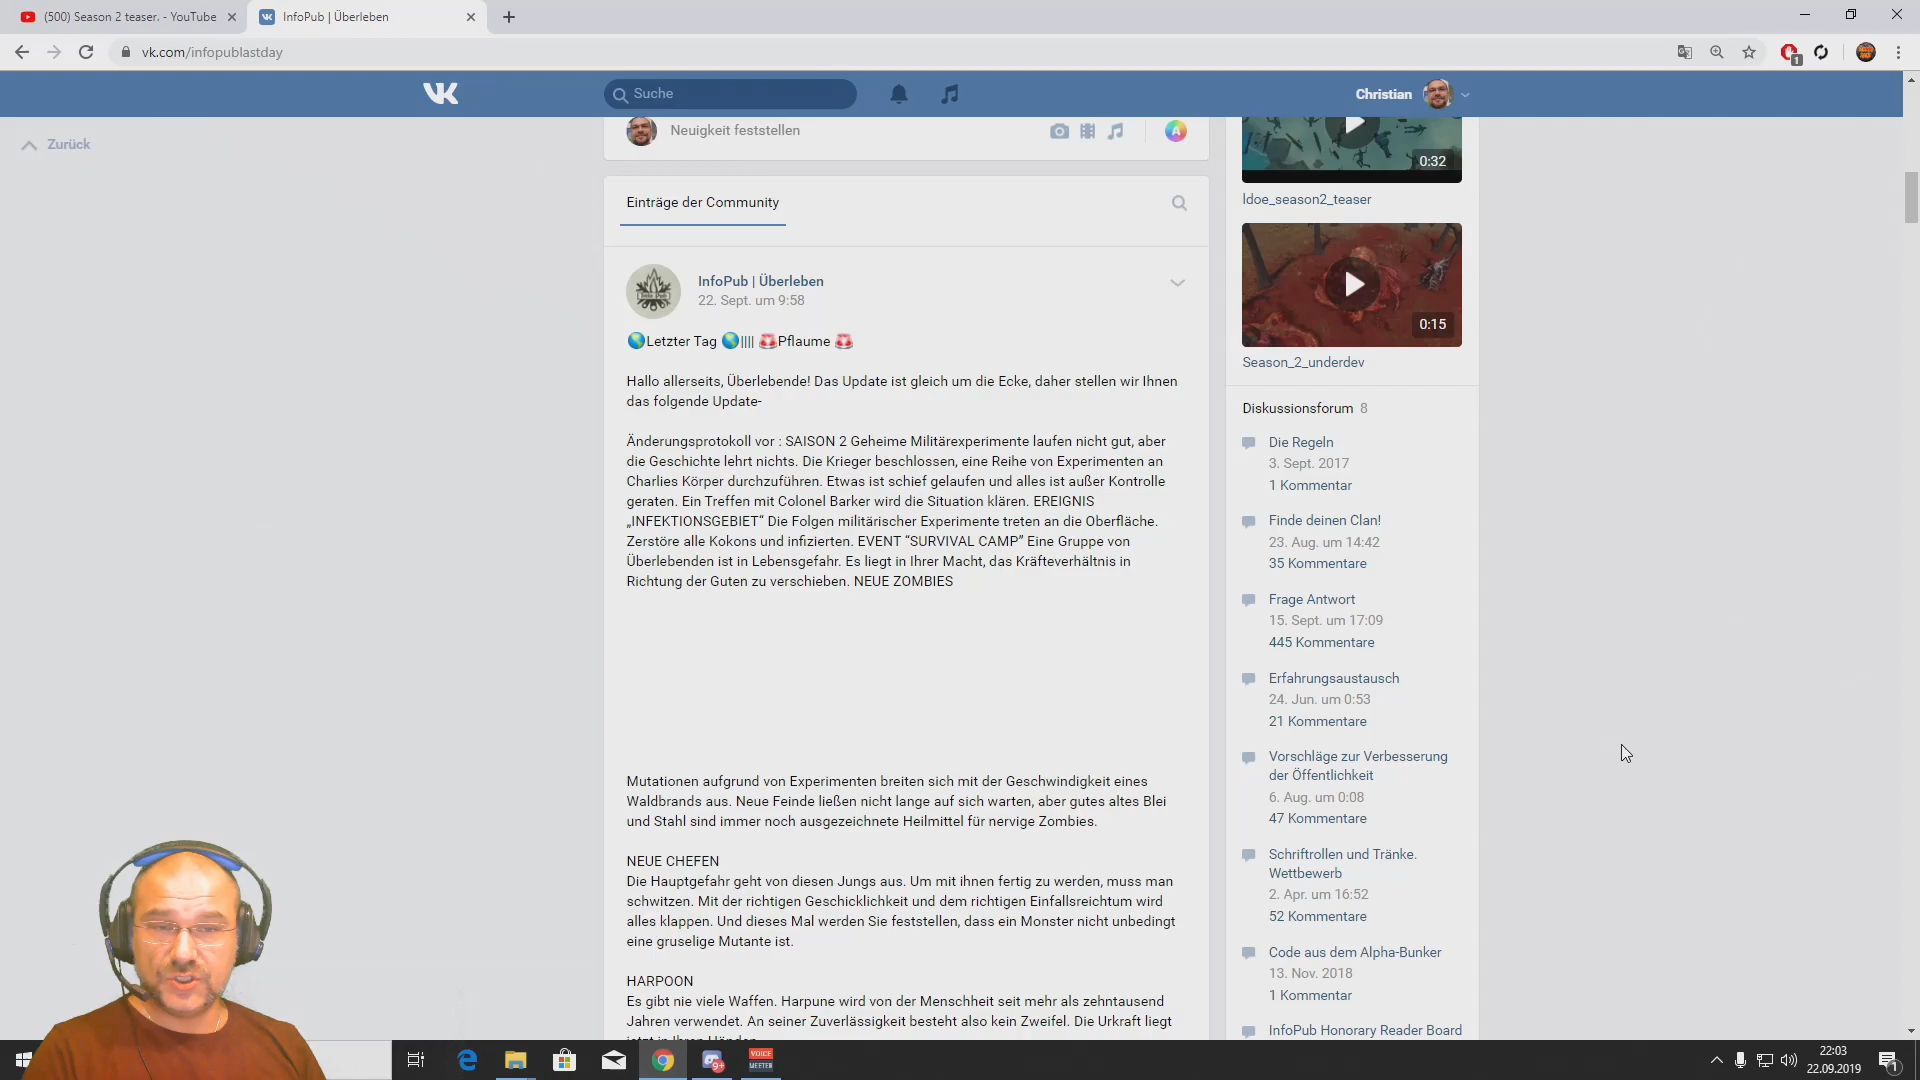 (500) Season 2 teaser. - YouTube
InfoPub | Überleben
vk.com/infopublastday
1
Suche
Christian
Zurück
Neuigkeit feststellen
A
Einträge der Community
InfoPub | Überleben
22. Sept. um 9:58
Letzter Tag |||| Pflaume
Hallo allerseits, Überlebende! Das Update ist gleich um die Ecke, daher stellen wir Ihnen
das folgende Update-
Änderungsprotokoll vor : SAISON 2 Geheime Militärexperimente laufen nicht gut, aber
die Geschichte lehrt nichts. Die Krieger beschlossen, eine Reihe von Experimenten an
Charlies Körper durchzuführen. Etwas ist schief gelaufen und alles ist außer Kontrolle
geraten. Ein Treffen mit Colonel Barker wird die Situation klären. EREIGNIS
„INFEKTIONSGEBIET“ Die Folgen militärischer Experimente treten an die Oberfläche.
Zerstöre alle Kokons und infizierten. EVENT “SURVIVAL CAMP” Eine Gruppe von
Überlebenden ist in Lebensgefahr. Es liegt in Ihrer Macht, das Kräfteverhältnis in
Richtung der Guten zu verschieben. NEUE ZOMBIES
Mutationen aufgrund von Experimenten breiten sich mit der Geschwindigkeit eines
Waldbrands aus. Neue Feinde ließen nicht lange auf sich warten, aber gutes altes Blei
und Stahl sind immer noch ausgezeichnete Heilmittel für nervige Zombies.
NEUE CHEFEN
Die Hauptgefahr geht von diesen Jungs aus. Um mit ihnen fertig zu werden, muss man
schwitzen. Mit der richtigen Geschicklichkeit und dem richtigen Einfallsreichtum wird
alles klappen. Und dieses Mal werden Sie feststellen, dass ein Monster nicht unbedingt
eine gruselige Mutante ist.
HARPOON
Es gibt nie viele Waffen. Harpune wird von der Menschheit seit mehr als zehntausend
Jahren verwendet. An seiner Zuverlässigkeit besteht also kein Zweifel. Die Urkraft liegt
jetzt in Ihren Händen
0:32
ldoe_season2_teaser
0:15
Season_2_underdev
Diskussionsforum 8
Die Regeln
3. Sept. 2017
1 Kommentar
Finde deinen Clan!
23. Aug. um 14:42
35 Kommentare
Frage Antwort
15. Sept. um 17:09
445 Kommentare
Erfahrungsaustausch
24. Jun. um 0:53
21 Kommentare
Vorschläge zur Verbesserung
der Öffentlichkeit
6. Aug. um 0:08
47 Kommentare
Schriftrollen und Tränke.
Wettbewerb
2. Apr. um 16:52
52 Kommentare
Code aus dem Alpha-Bunker
13. Nov. 2018
1 Kommentar
InfoPub Honorary Reader Board
9+
VOICE
MEETER
22:03
22.09.2019
1